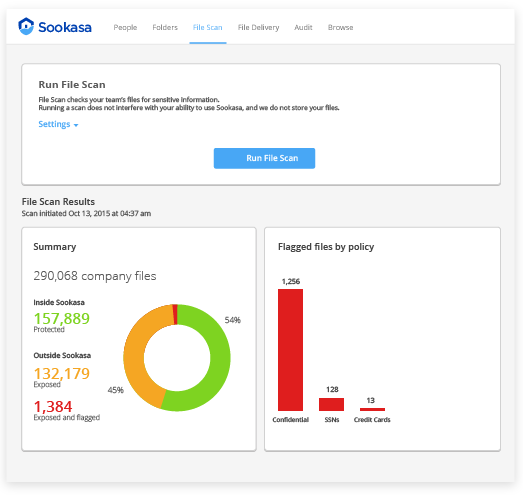 Sookasa
People Folders File Scan File Delivery Audit Browse
Run File Scan
File Scan checks your team's files for sensitive information.
Running a scan does not interfere with your ability to use Sookasa, and we do not store your files.
Settings
Run File Scan
File Scan Results
Scan initiated Oct 13, 2015 at 04:37 am
Summary
290,068 company files
Inside Sookasa
157,889
Protected
Outside Sookasa
132,179
Exposed
1,384
Exposed and flagged
54%
45%
Flagged files by policy
1,256
128
13
Confidential SSNs Credit Cards